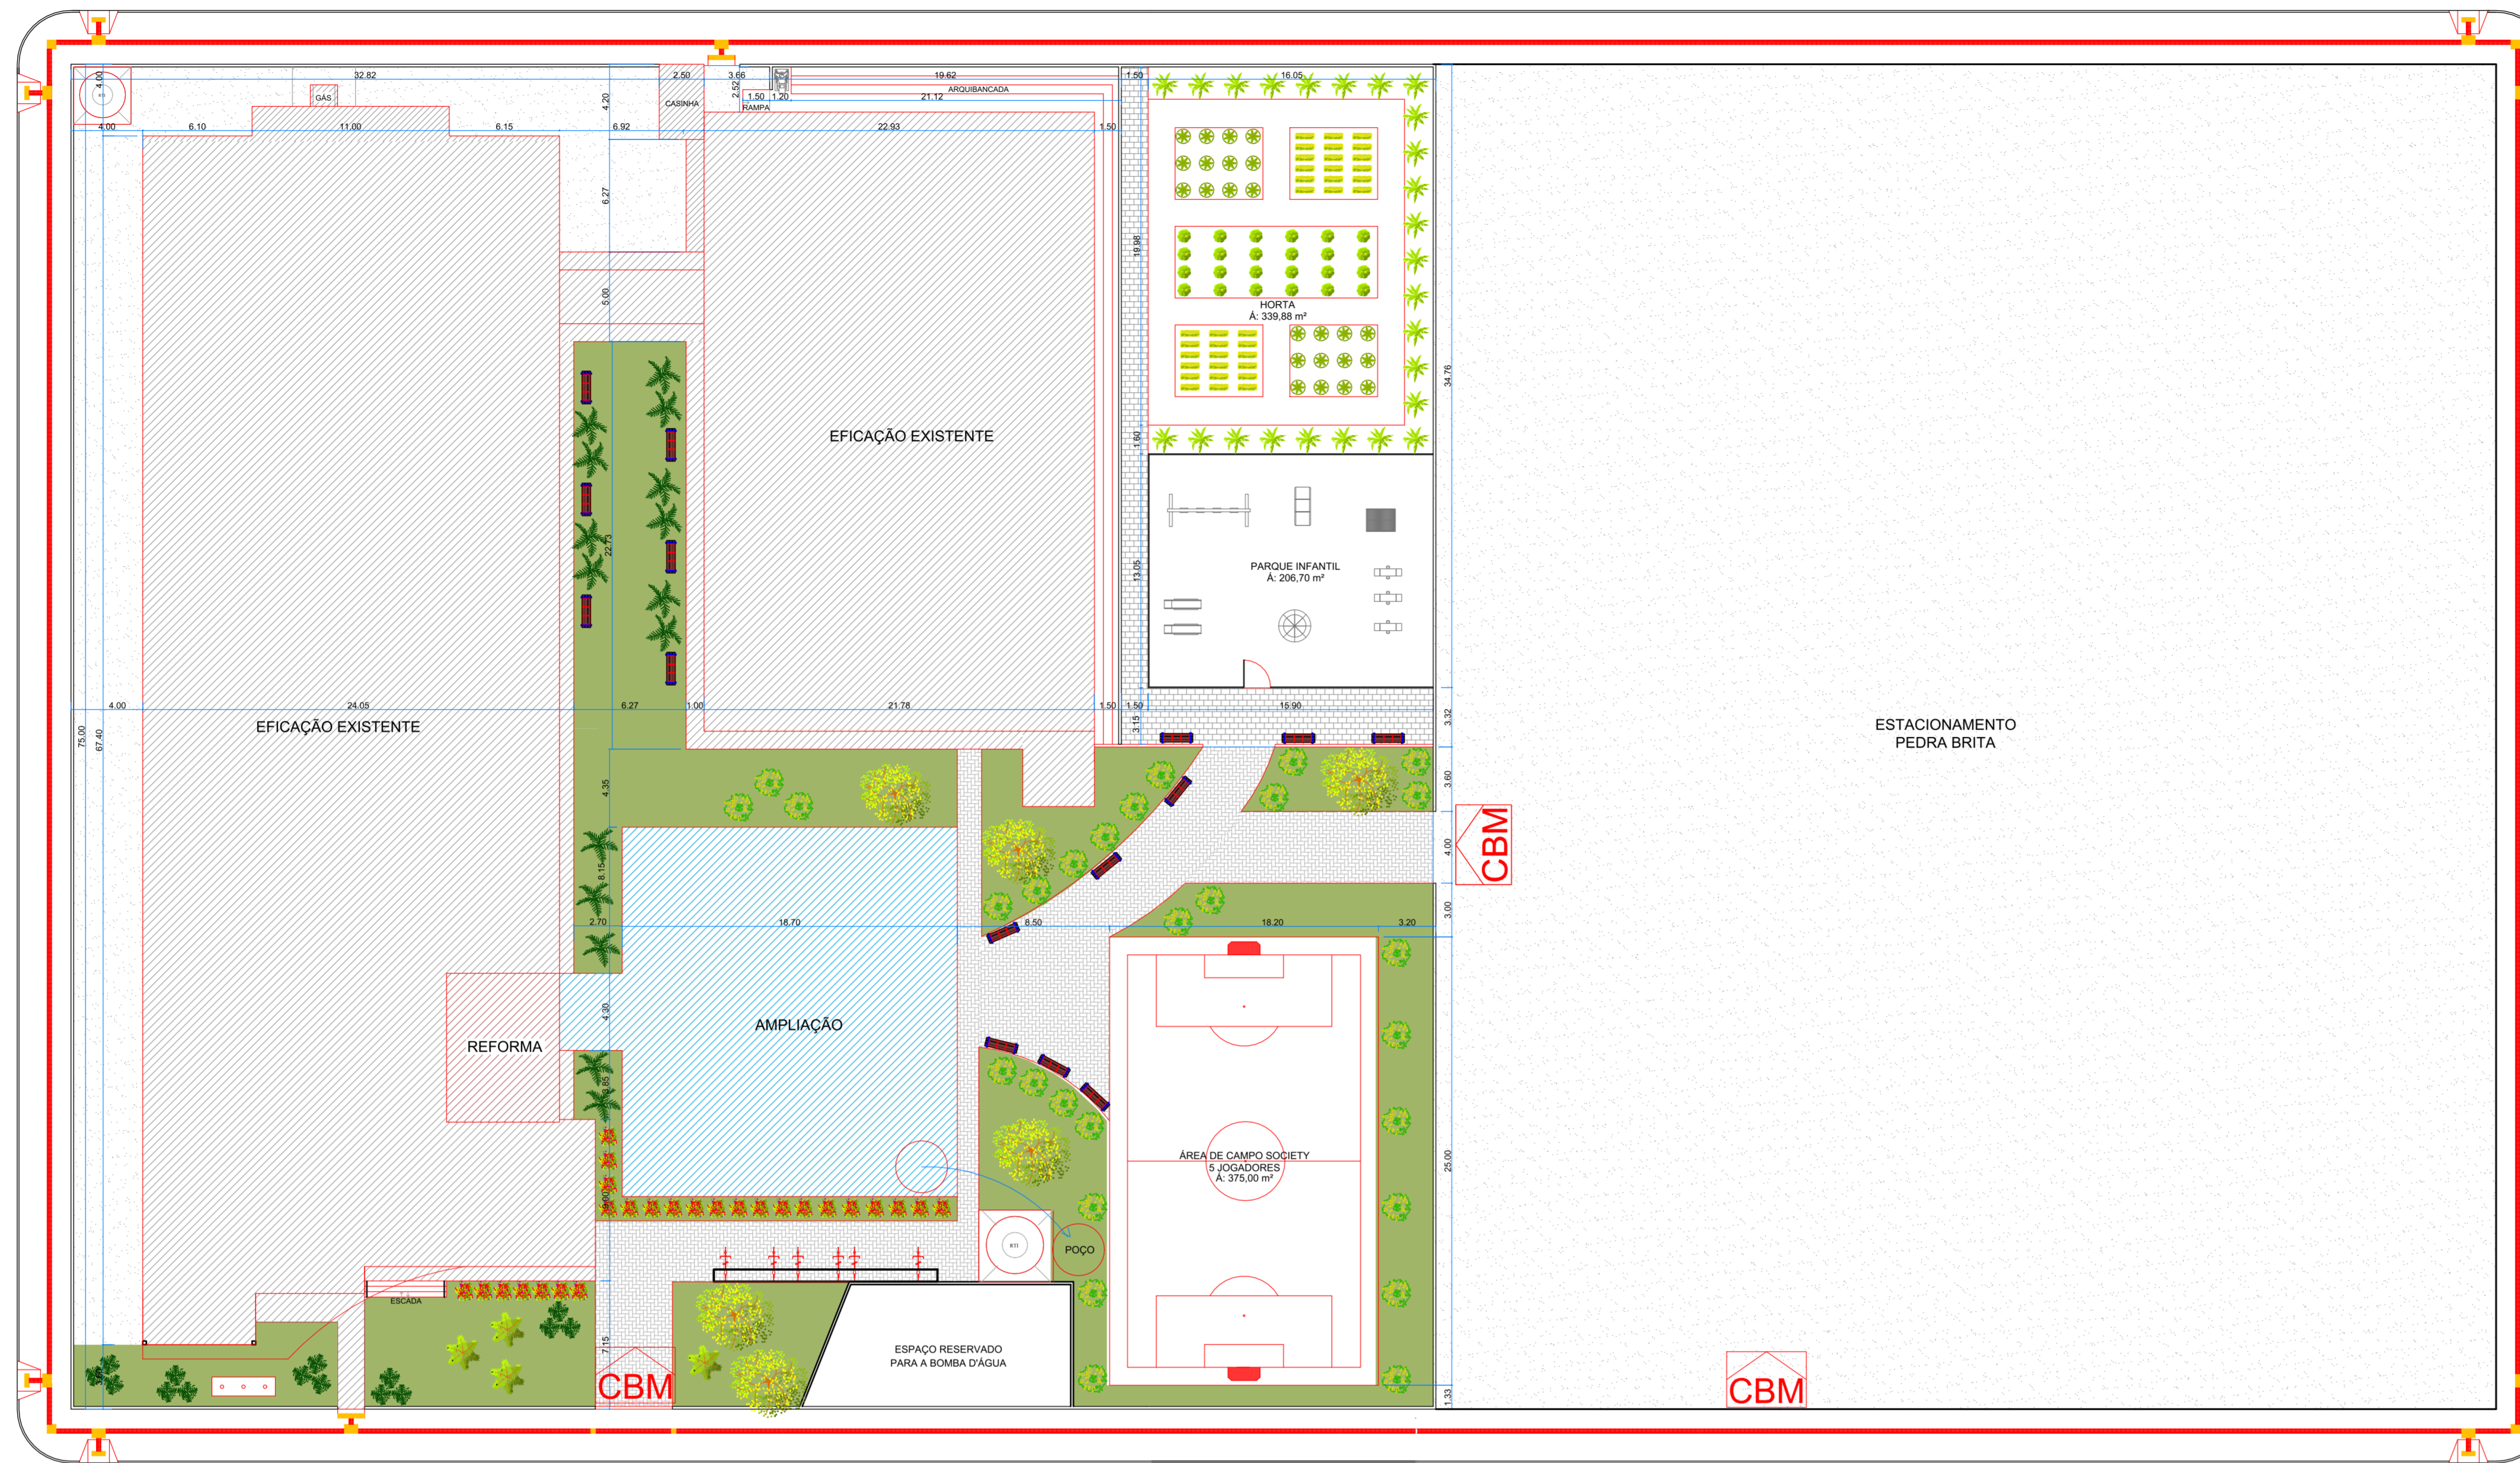 32.82
2.50
3.66
19.62
1.50
16.05
4.00
RTI
GÁS
4.20
CASINHA
2.52
1.50
1.20
RAMPA
ARQUIBANCADA
21.12
4.00
6.10
11.00
6.15
6.92
22.93
1.50
6.27
19.98
5.00
HORTA
Á: 339,88 m²
34.76
EFICAÇÃO EXISTENTE
1.60
22.73
13.05
PARQUE INFANTIL
Á: 206,70 m²
4.00
24.05
6.27
1.00
21.78
1.50
1.50
15.90
3.15
3.32
EFICAÇÃO EXISTENTE
75.00
67.40
ESTACIONAMENTO
PEDRA BRITA
4.35
3.60
CBM
4.00
8.15
2.70
18.70
8.50
18.20
3.20
3.00
4.30
AMPLIAÇÃO
REFORMA
3.85
ÁREA DE CAMPO SOCIETY
5 JOGADORES
Á: 375,00 m²
25.00
RTI
POÇO
ESCADA
7.15
ESPAÇO RESERVADO
PARA A BOMBA D'ÁGUA
CBM
1.33
CBM